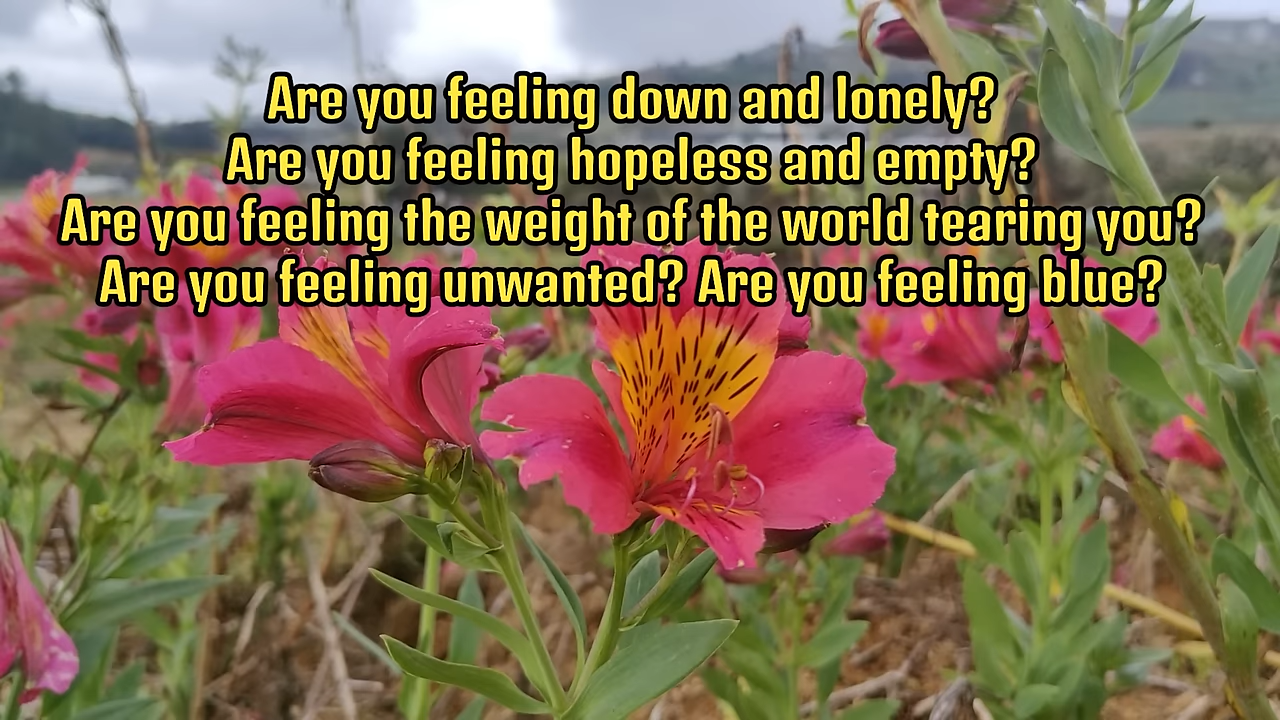 Are you feeling down and lonely?
Are you feeling hopeless and empty?
Are you feeling the weight of the world tearing you?
Are you feeling unwanted? Are you feeling blue?